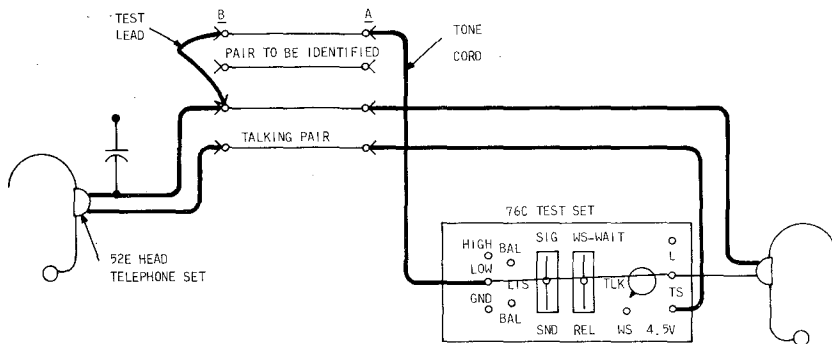 TEST
LEAD
B
A
TONE
CORD
PAIR TO BE IDENTIFIED
TALKING PAIR
52E HEAD
TELEPHONE SET
76C TEST SET
HIGH BAL SIG WS-WAIT L
LOW LTS TLK TS
GND BAL SND REL WS 4.5V